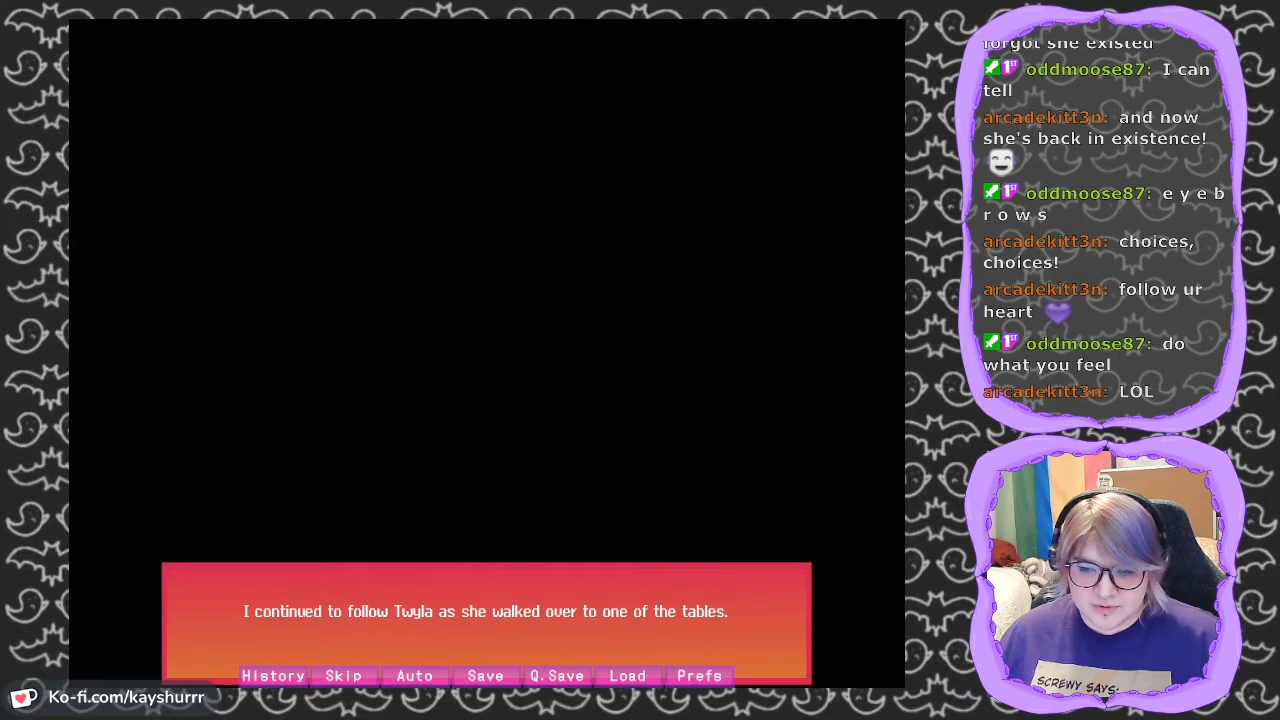 forgot she existed
oddmoose87: I can
tell
arcadekitt3n: and now
she's back in existence!
oddmoose87: e y e b
r o w s
arcadekitt3n: choices,
choices!
arcadekitt3n: follow ur
heart
oddmoose87: do
what you feel
arcadekitt3n: LOL
I continued to follow Twyla as she walked over to one of the tables.
History Skip Auto Save Q.Save Load Prefs
Ko-fi.com/kayshurrr
SCREWY SAYS: